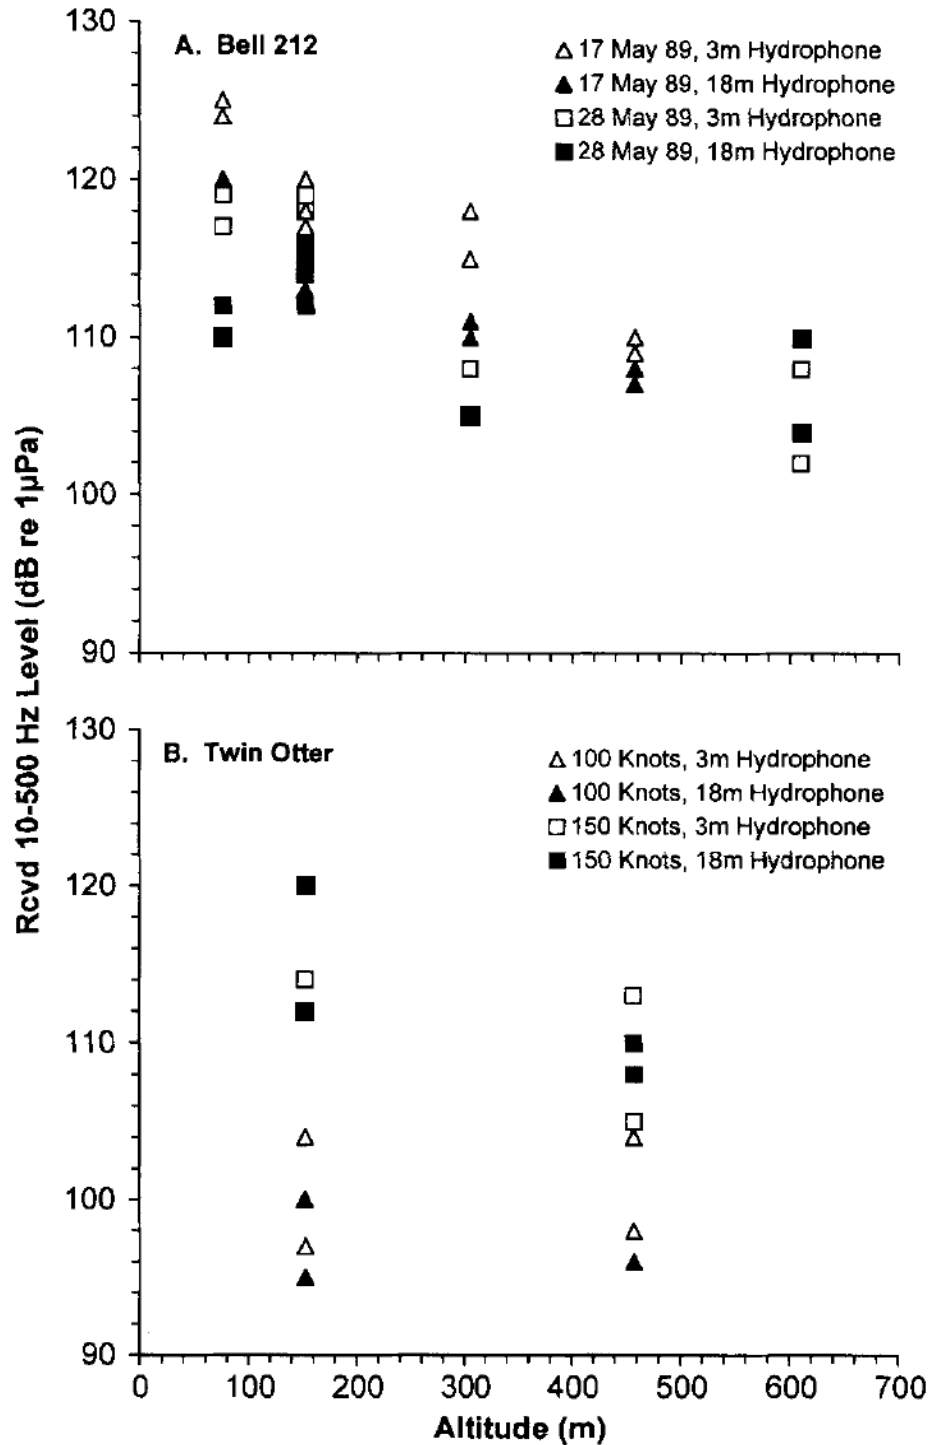 130
A. Bell 212
17 May 89, 3m Hydrophone
17 May 89, 18m Hydrophone
28 May 89, 3m Hydrophone
28 May 89, 18m Hydrophone
120
110
100
90
Rcvd 10-500 Hz Level (dB re 1µPa)
130
B. Twin Otter
100 Knots, 3m Hydrophone
100 Knots, 18m Hydrophone
150 Knots, 3m Hydrophone
150 Knots, 18m Hydrophone
120
110
100
90
0 100 200 300 400 500 600 700
Altitude (m)